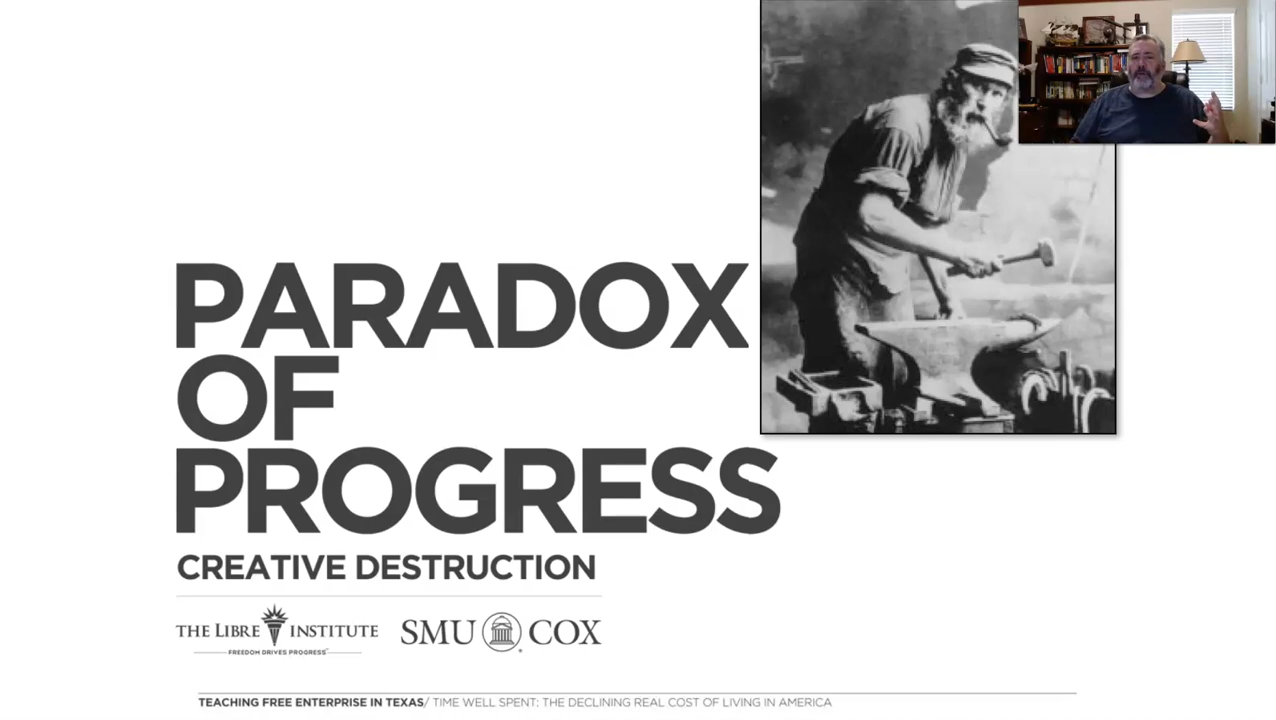 PARADOX
OF
PROGRESS
CREATIVE DESTRUCTION
THE LIBRE INSTITUTE
FREEDOM DRIVES PROGRESS™
SMU COX
TEACHING FREE ENTERPRISE IN TEXAS/ TIME WELL SPENT: THE DECLINING REAL COST OF LIVING IN AMERICA